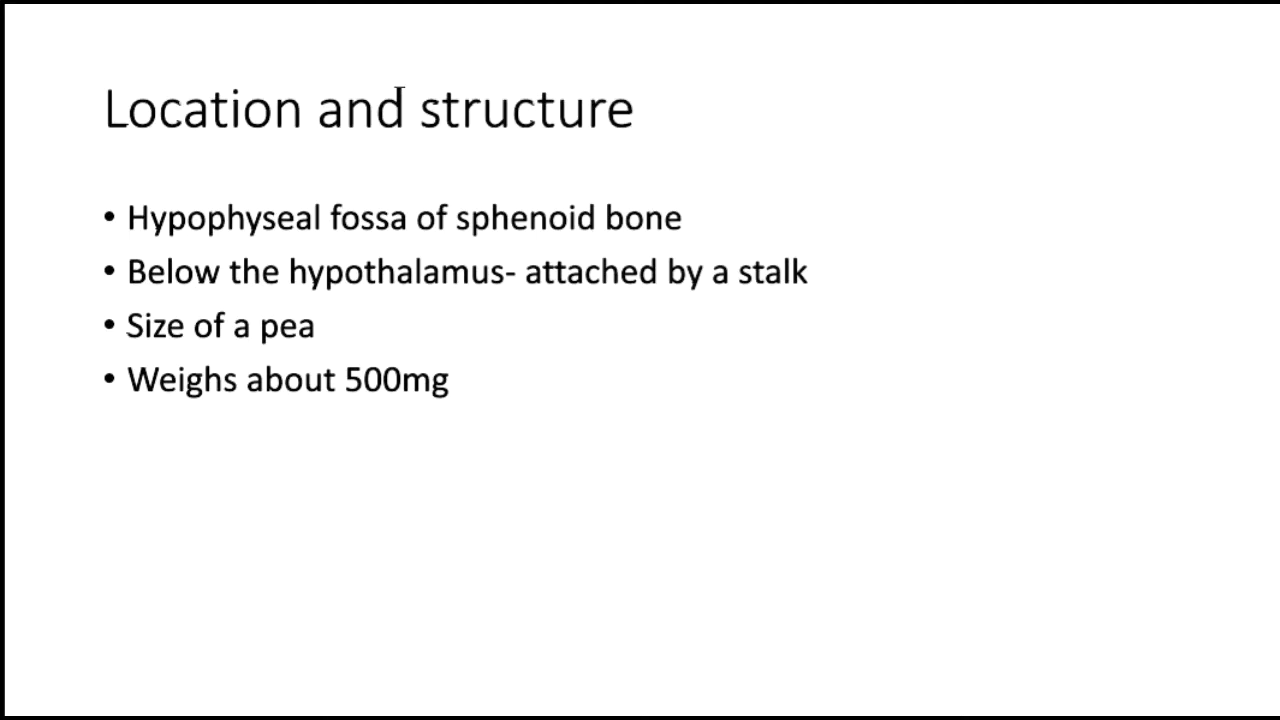 Location and structure
• Hypophyseal fossa of sphenoid bone
• Below the hypothalamus- attached by a stalk
• Size of a pea
• Weighs about 500mg